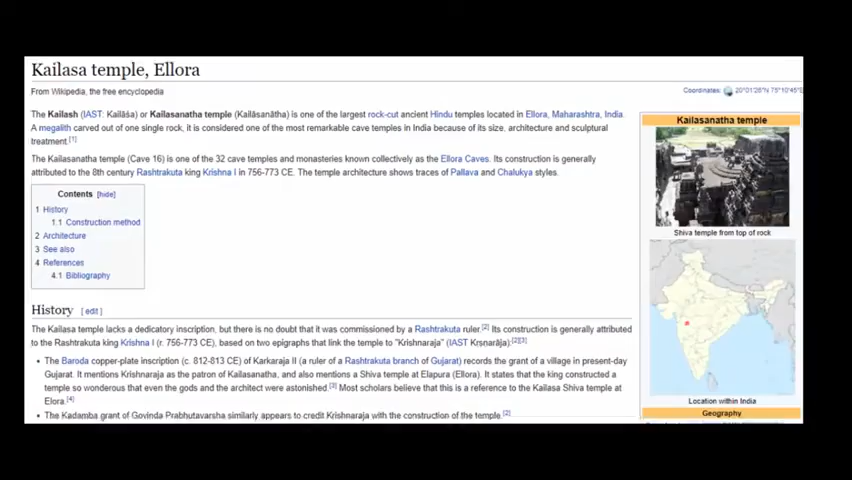 Kailasa temple, Ellora
From Wikipedia, the free encyclopedia
Coordinates: 20°01'26"N 75°10'45"E
The Kailash (IAST: Kailāśa) or Kailasanatha temple (Kailāśanātha) is one of the largest rock-cut ancient Hindu temples located in Ellora, Maharashtra, India.
A megalith carved out of one single rock, it is considered one of the most remarkable cave temples in India because of its size, architecture and sculptural
treatment.[1]
The Kailasanatha temple (Cave 16) is one of the 32 cave temples and monasteries known collectively as the Ellora Caves. Its construction is generally
attributed to the 8th century Rashtrakuta king Krishna I in 756-773 CE. The temple architecture shows traces of Pallava and Chalukya styles.
Contents [hide]
1 History
1.1 Construction method
2 Architecture
3 See also
4 References
4.1 Bibliography
Kailasanatha temple
Shiva temple from top of rock
Location within India
Geography
History [ edit ]
The Kailasa temple lacks a dedicatory inscription, but there is no doubt that it was commissioned by a Rashtrakuta ruler.[2] Its construction is generally attributed
to the Rashtrakuta king Krishna I (r. 756-773 CE), based on two epigraphs that link the temple to "Krishnaraja" (IAST Kṛṣṇarāja):[2][3]
• The Baroda copper-plate inscription (c. 812-813 CE) of Karkaraja II (a ruler of a Rashtrakuta branch of Gujarat) records the grant of a village in present-day
Gujarat. It mentions Krishnaraja as the patron of Kailasanatha, and also mentions a Shiva temple at Elapura (Ellora). It states that the king constructed a
temple so wondrous that even the gods and the architect were astonished.[3] Most scholars believe that this is a reference to the Kailasa Shiva temple at
Elora.[4]
• The Kadamba grant of Govinda Prabhutavarsha similarly appears to credit Krishnaraja with the construction of the temple.[2]